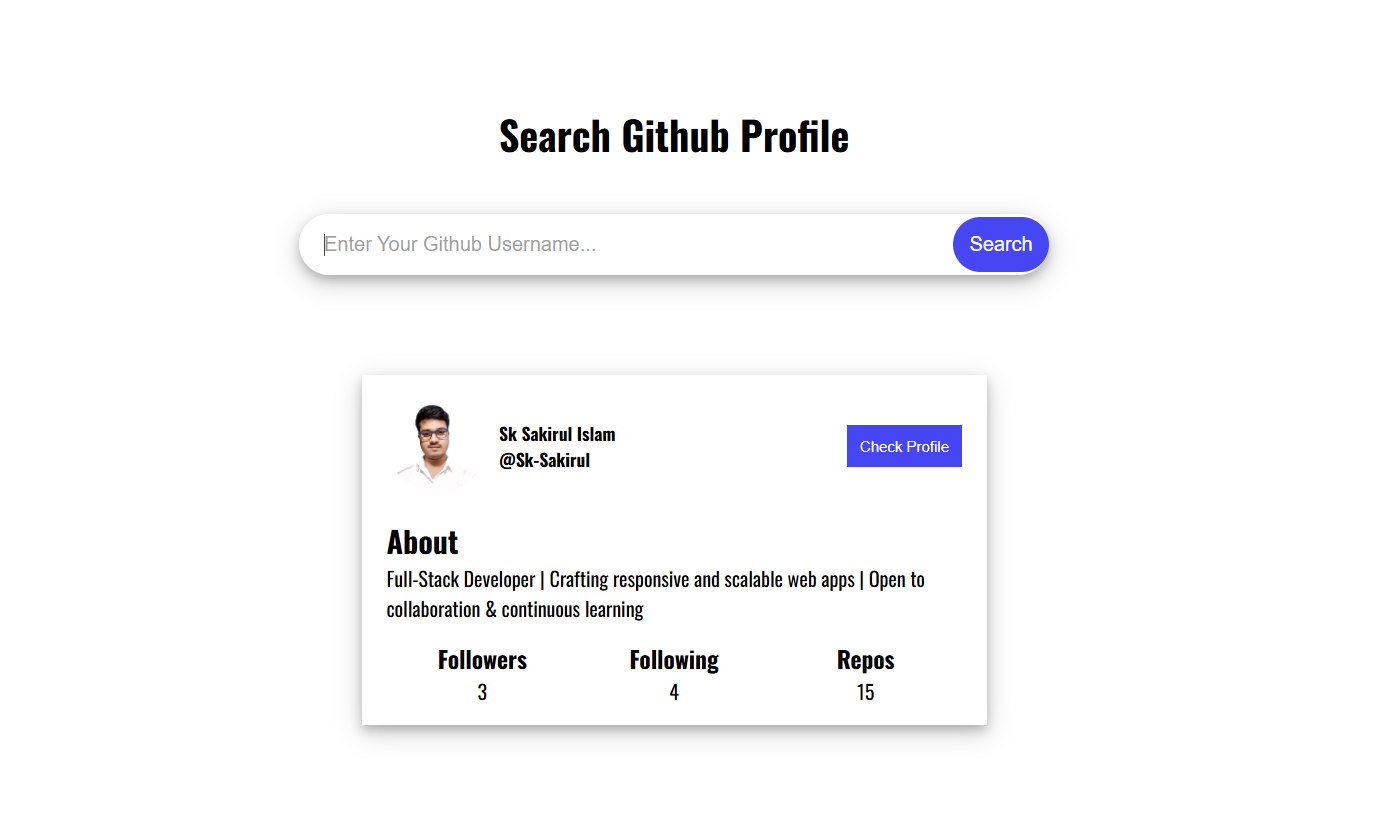 Search Github Profile
Enter Your Github Username...
Search
Sk Sakirul Islam
@Sk-Sakirul
Check Profile
About
Full-Stack Developer | Crafting responsive and scalable web apps | Open to
collaboration & continuous learning
Followers Following Repos
3 4 15